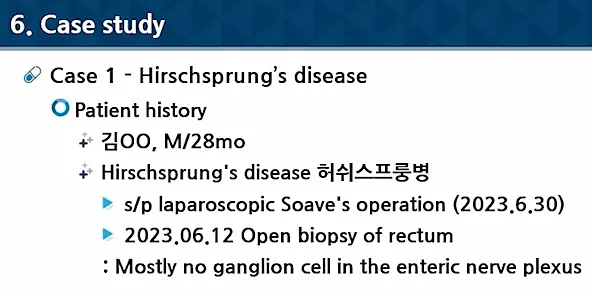 6. Case study
Case 1 - Hirschsprung’s disease
Patient history
김OO, M/28mo
Hirschsprung's disease 허쉬스프룽병
s/p laparoscopic Soave's operation (2023.6.30)
2023.06.12 Open biopsy of rectum
: Mostly no ganglion cell in the enteric nerve plexus